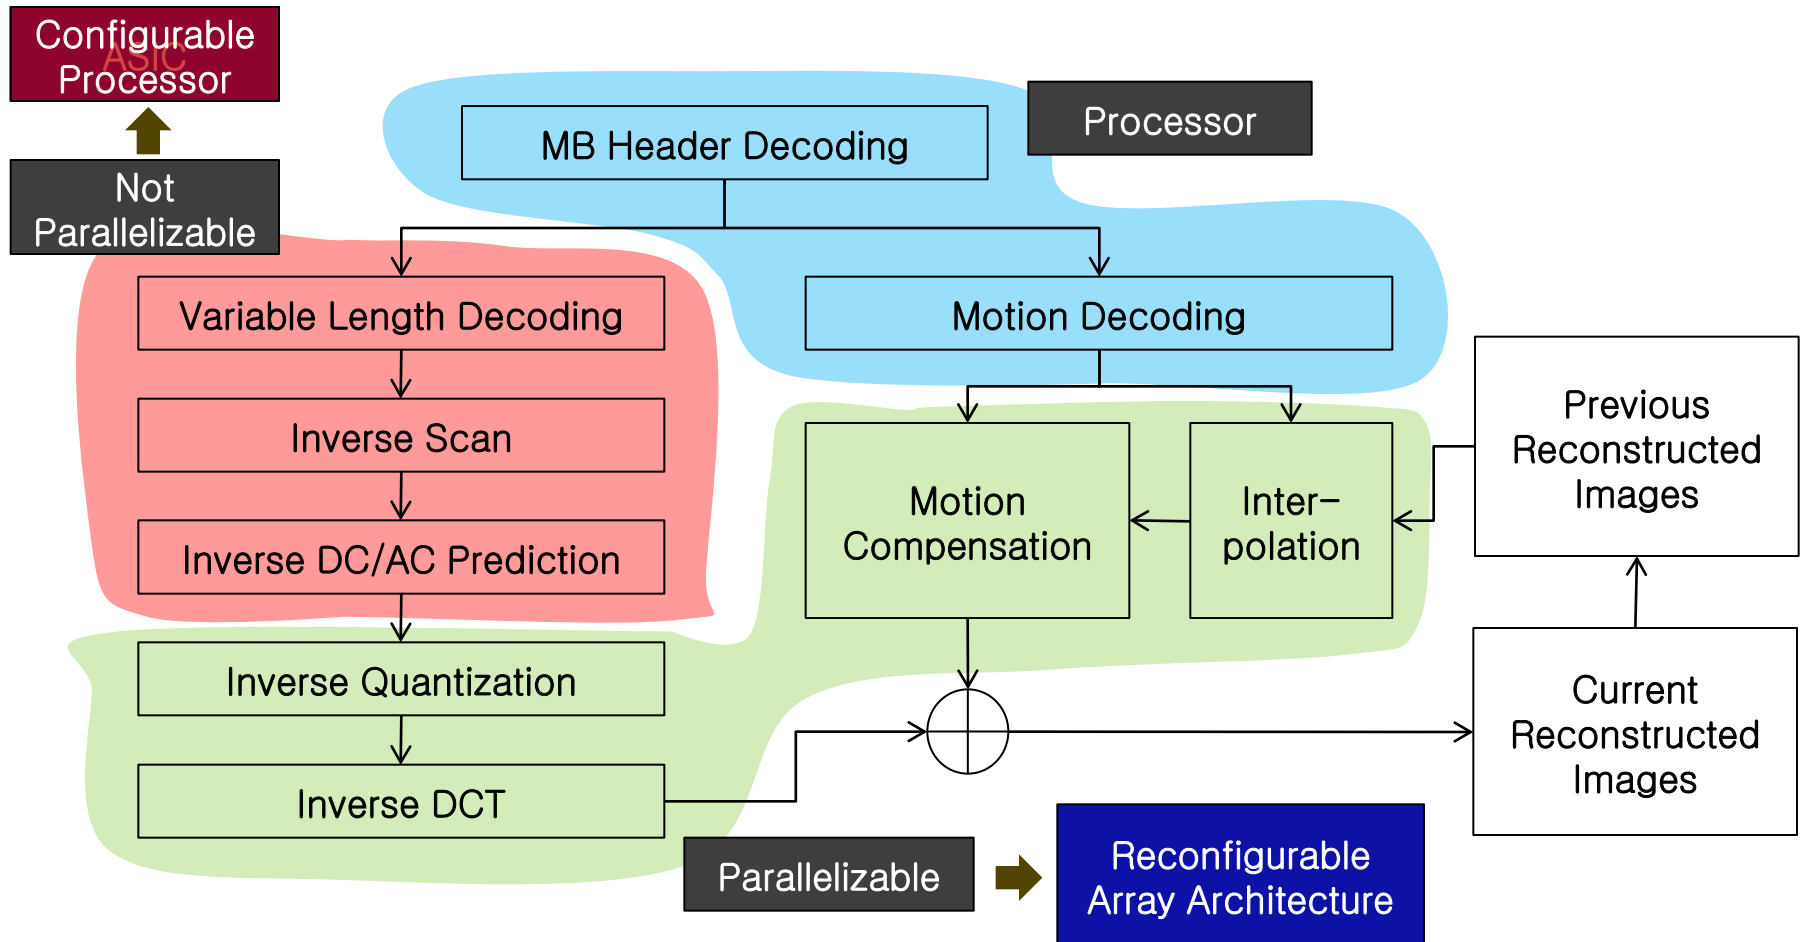 Configurable
ASIC
Processor
Processor
MB Header Decoding
Not
Parallelizable
Variable Length Decoding
Motion Decoding
Inverse Scan
Previous
Reconstructed
Images
Motion
Compensation
Inter-
polation
Inverse DC/AC Prediction
Inverse Quantization
Current
Reconstructed
Images
Inverse DCT
Parallelizable
Reconfigurable
Array Architecture